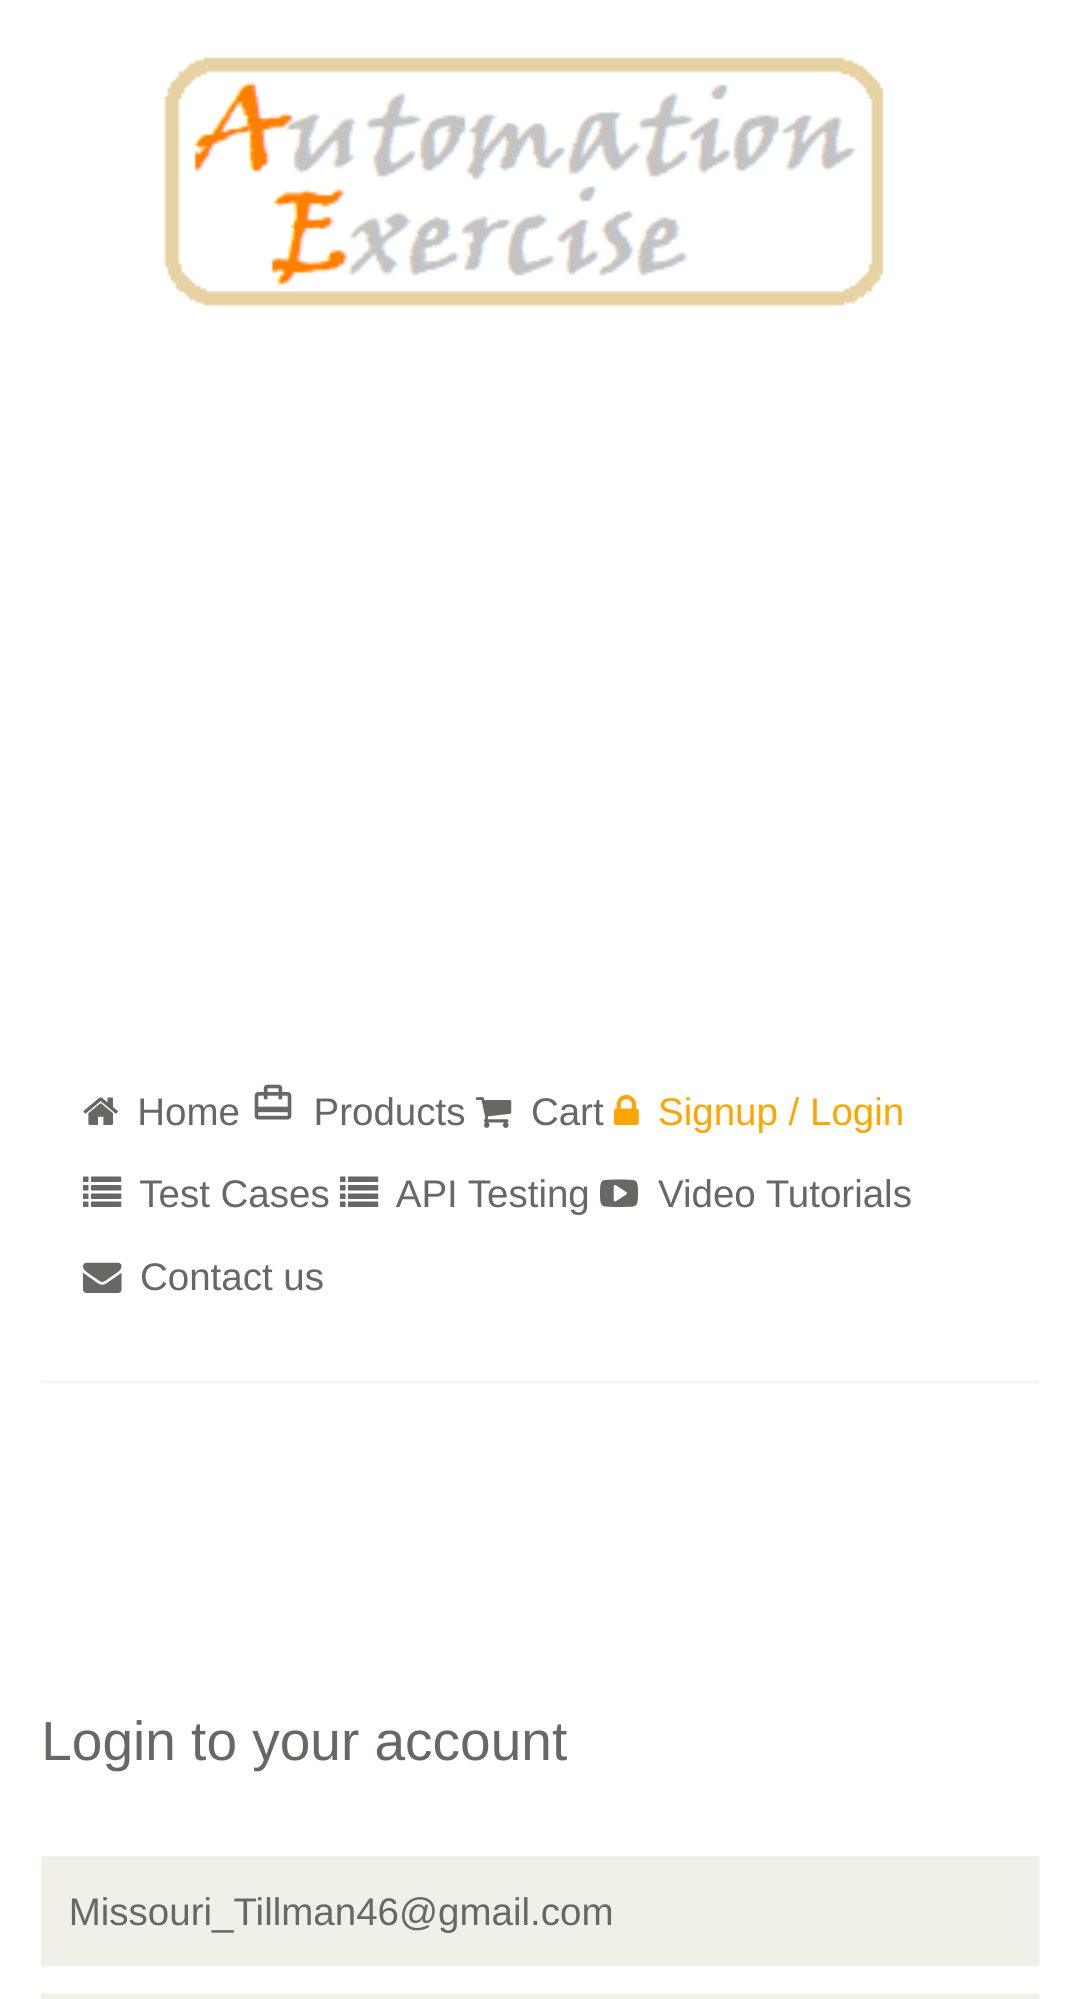 Automation
Exercise
Home Products Cart Signup / Login
Test Cases API Testing Video Tutorials
Contact us
Login to your account
Missouri_Tillman46@gmail.com